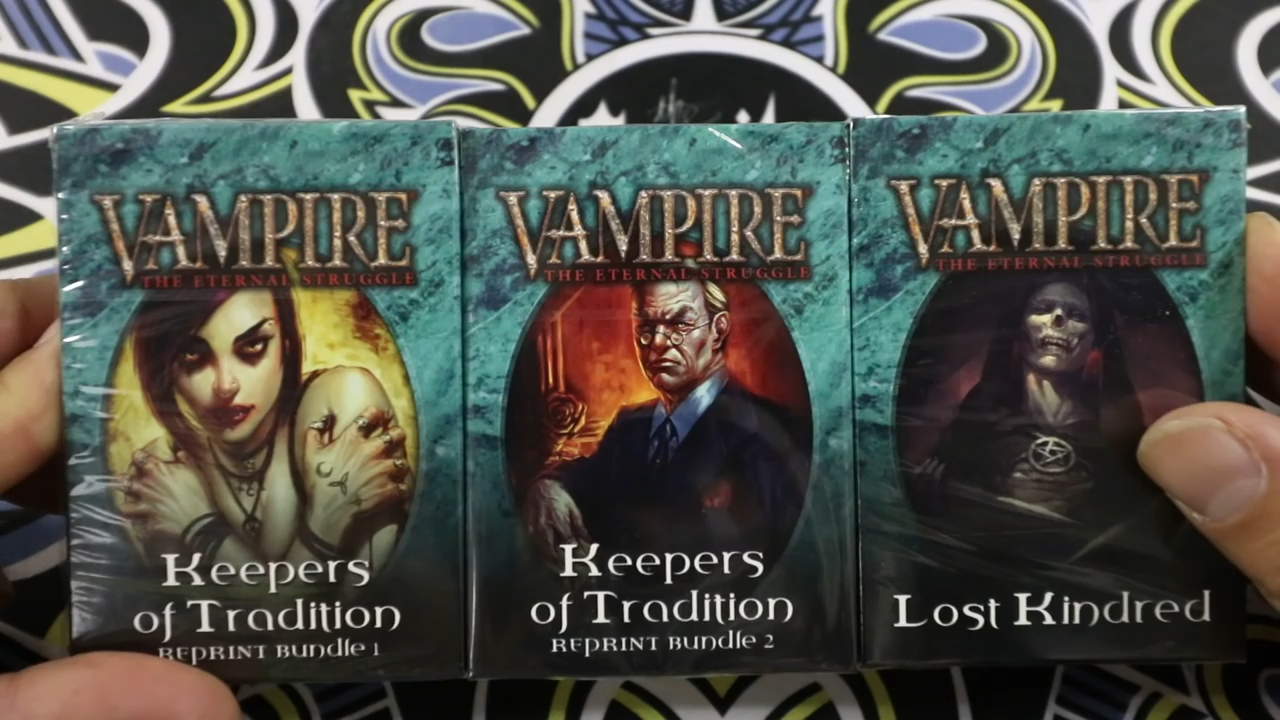 VAMPIRE
THE ETERNAL STRUGGLE
Keepers
of Tradition
REPRINT BUNDLE 1
VAMPIRE
THE ETERNAL STRUGGLE
Keepers
of Tradition
REPRINT BUNDLE 2
VAMPIRE
THE ETERNAL STRUGGLE
Lost Kindred